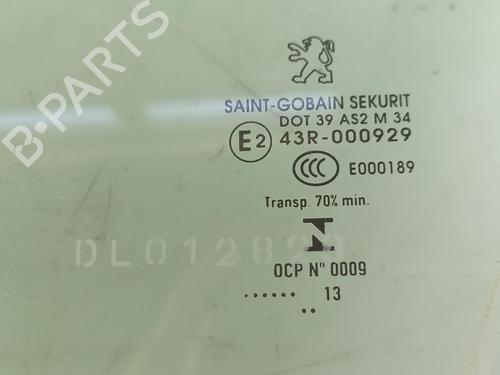 B-PARTS
SAINT-GOBAIN SEKURIT
DOT 39 AS2 M 34
E2 43R-000929
CCC E000189
Transp. 70% min.
OCP N" 0009
······· 13
··